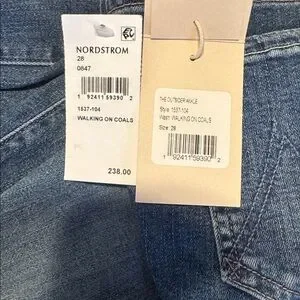 NORDSTROM
28
0847
1 92411 59390 2
1537-104
WALKING ON COALS
238.00
THE OUTSIDER ANKLE
Style: 1537-104
Wash: WALKING ON COALS
Size: 28
1 92411 59390 2